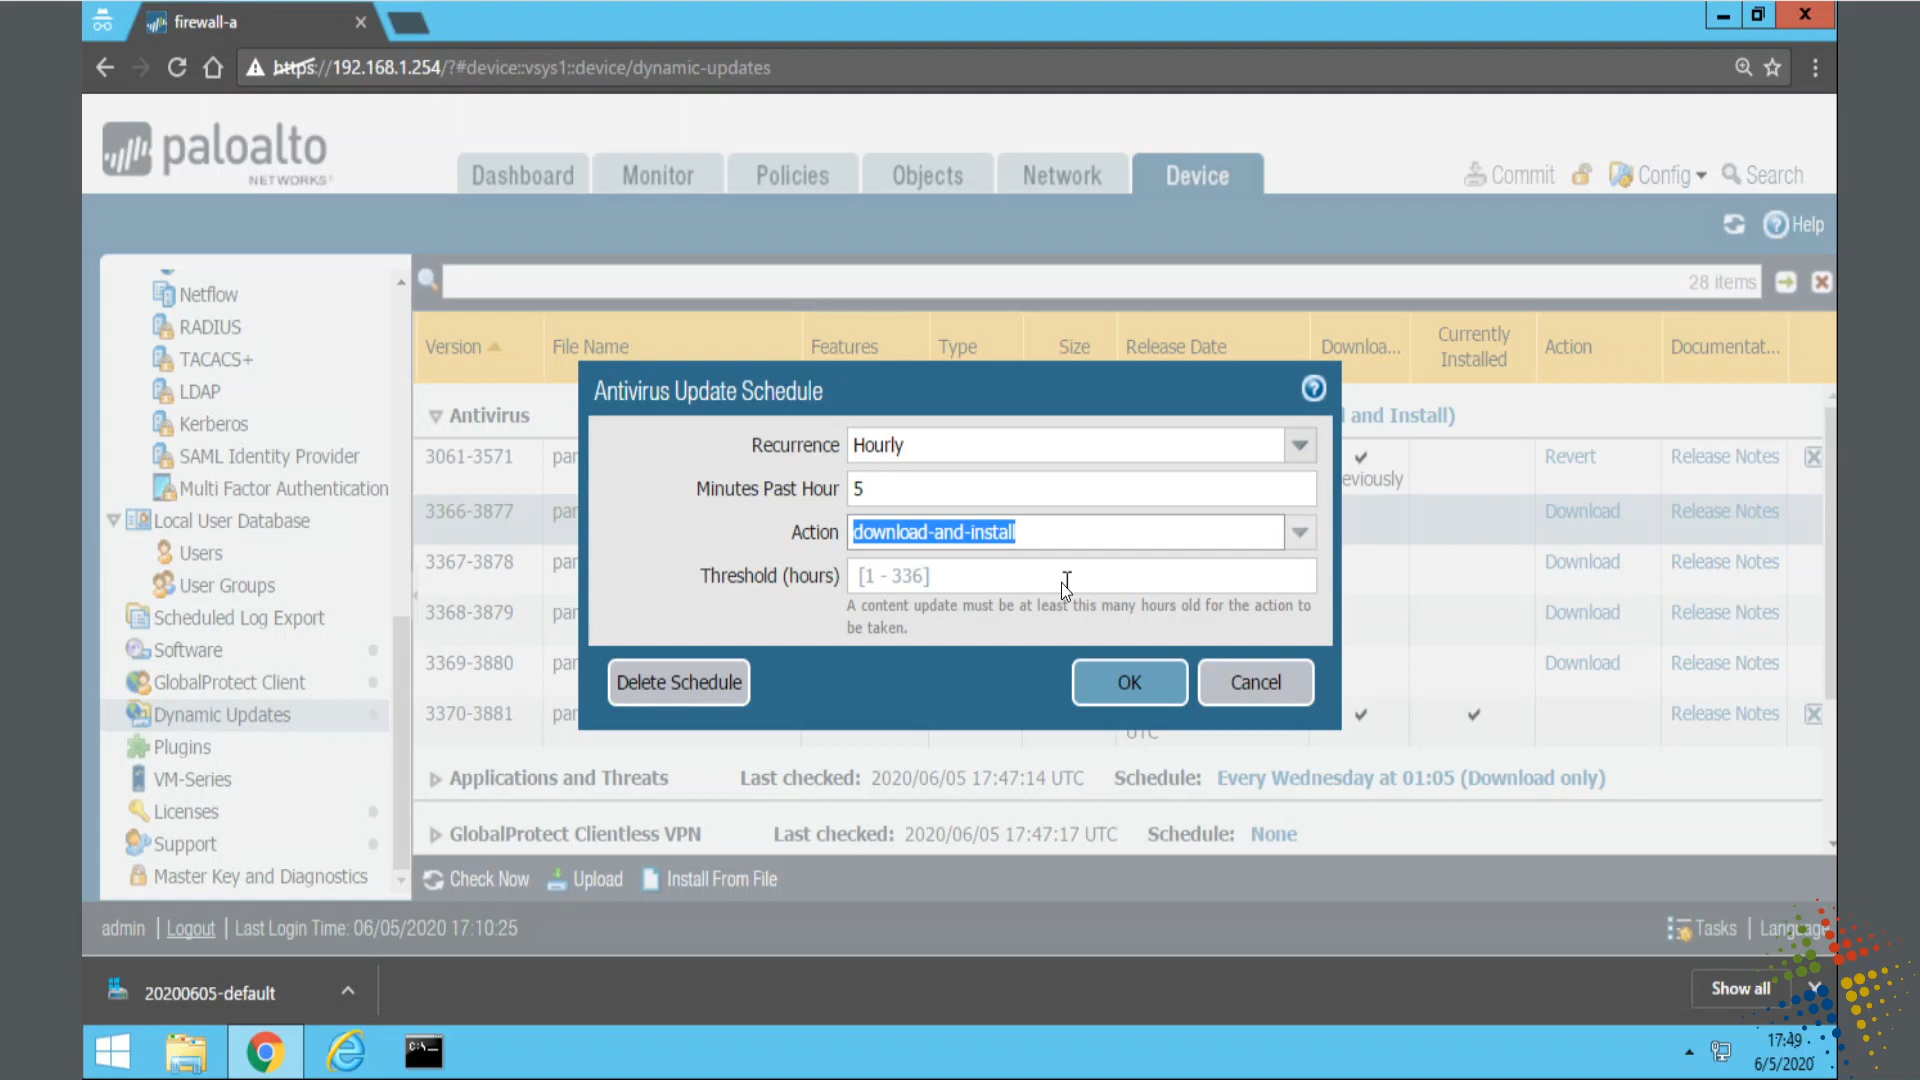 firewall-a
https://192.168.1.254/?#device::vsys1::device/dynamic-updates
paloalto
NETWORKS
Dashboard
Monitor
Policies
Objects
Network
Device
Commit
Config
Search
Help
28 items
Netflow
RADIUS
TACACS+
LDAP
Kerberos
SAML Identity Provider
Multi Factor Authentication
Local User Database
Users
User Groups
Scheduled Log Export
Software
GlobalProtect Client
Dynamic Updates
Plugins
VM-Series
Licenses
Support
Master Key and Diagnostics
Version File Name Features Type Size Release Date Downloa... Currently Installed Action Documentat...
Antivirus and Install)
3061-3571 pan eviously Revert Release Notes
3366-3877 pan Download Release Notes
3367-3878 pan Download Release Notes
3368-3879 pan Download Release Notes
3369-3880 pan Download Release Notes
3370-3881 pan UTC Release Notes
Antivirus Update Schedule
Recurrence Hourly
Minutes Past Hour 5
Action download-and-install
Threshold (hours) [1 - 336]
A content update must be at least this many hours old for the action to
be taken.
Delete Schedule
OK
Cancel
Applications and Threats Last checked: 2020/06/05 17:47:14 UTC Schedule: Every Wednesday at 01:05 (Download only)
GlobalProtect Clientless VPN Last checked: 2020/06/05 17:47:17 UTC Schedule: None
Check Now Upload Install From File
admin | Logout | Last Login Time: 06/05/2020 17:10:25
Tasks | Language
20200605-default
Show all
C:\
17:49
6/5/2020